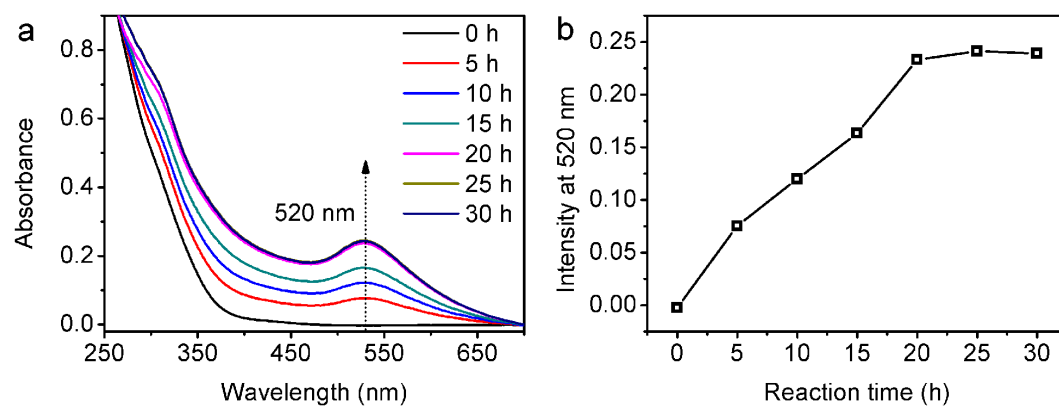 a
0 h
5 h
10 h
15 h
20 h
25 h
30 h
520 nm
0.8
0.6
0.4
0.2
0.0
Absorbance
250 350 450 550 650
Wavelength (nm)
b
0.25
0.20
0.15
0.10
0.05
0.00
Intensity at 520 nm
0 5 10 15 20 25 30
Reaction time (h)